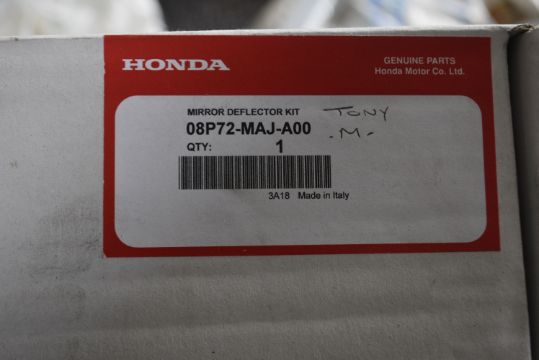 HONDA
GENUINE PARTS
Honda Motor Co. Ltd.
MIRROR DEFLECTOR KIT
TONY
08P72-MAJ-A00
-M-
QTY: 1
3A18 Made in Italy